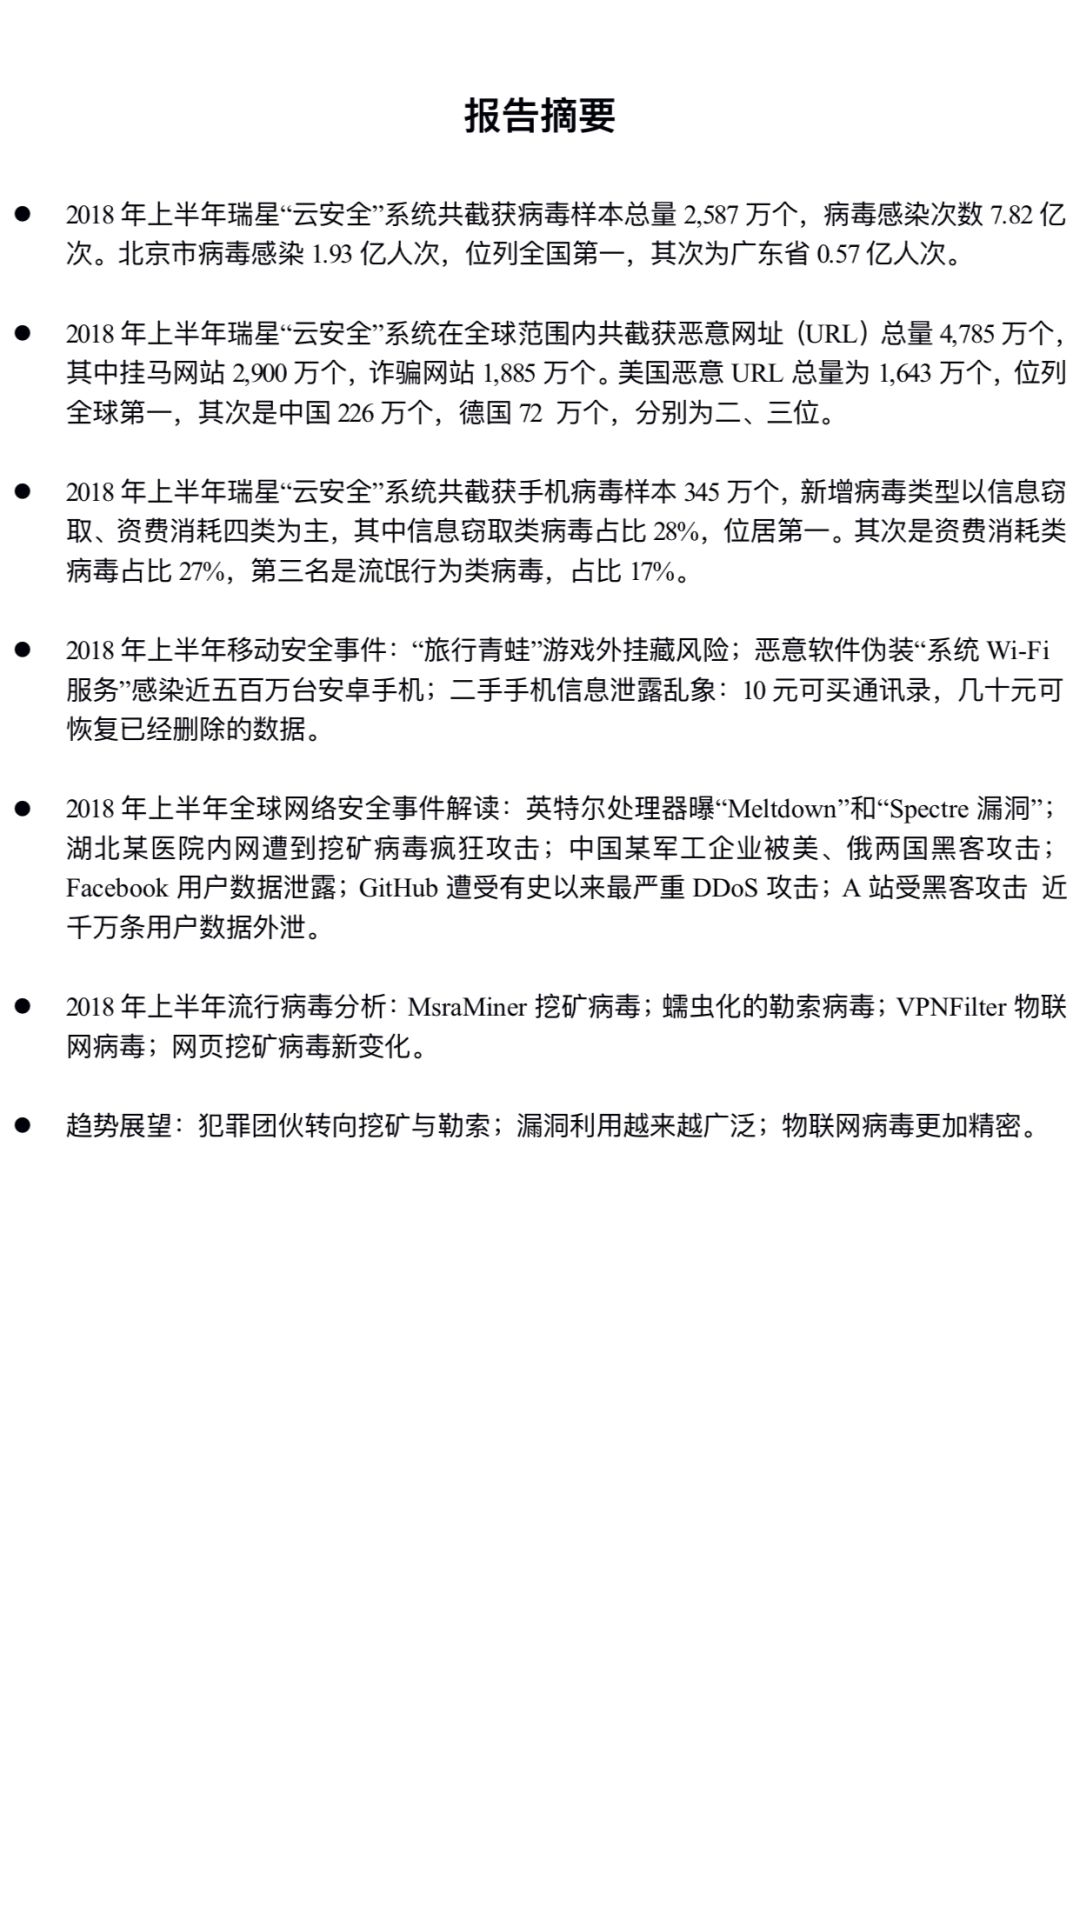 报告摘要
● 2018 年上半年瑞星“云安全”系统共截获病毒样本总量 2,587 万个，病毒感染次数 7.82 亿
次。北京市病毒感染 1.93 亿人次，位列全国第一，其次为广东省 0.57 亿人次。
● 2018 年上半年瑞星“云安全”系统在全球范围内共截获恶意网址（URL）总量 4,785 万个，
其中挂马网站 2,900 万个，诈骗网站 1,885 万个。美国恶意 URL 总量为 1,643 万个，位列
全球第一，其次是中国 226 万个，德国 72 万个，分别为二、三位。
● 2018 年上半年瑞星“云安全”系统共截获手机病毒样本 345 万个，新增病毒类型以信息窃
取、资费消耗四类为主，其中信息窃取类病毒占比 28%，位居第一。其次是资费消耗类
病毒占比 27%，第三名是流氓行为类病毒，占比 17%。
● 2018 年上半年移动安全事件：“旅行青蛙”游戏外挂藏风险；恶意软件伪装“系统 Wi-Fi
服务”感染近五百万台安卓手机；二手手机信息泄露乱象：10 元可买通讯录，几十元可
恢复已经删除的数据。
● 2018 年上半年全球网络安全事件解读：英特尔处理器曝“Meltdown”和“Spectre 漏洞”；
湖北某医院内网遭到挖矿病毒疯狂攻击；中国某军工企业被美、俄两国黑客攻击；
Facebook 用户数据泄露；GitHub 遭受有史以来最严重 DDoS 攻击；A 站受黑客攻击 近
千万条用户数据外泄。
● 2018 年上半年流行病毒分析：MsraMiner 挖矿病毒；蠕虫化的勒索病毒；VPNFilter 物联
网病毒；网页挖矿病毒新变化。
● 趋势展望：犯罪团伙转向挖矿与勒索；漏洞利用越来越广泛；物联网病毒更加精密。